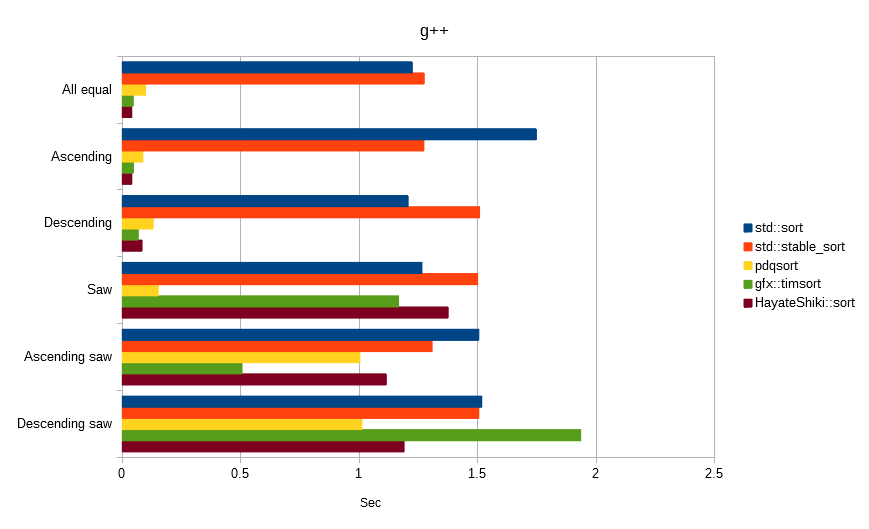 g++
All equal
Ascending
Descending
Saw
Ascending saw
Descending saw
0 0.5 1 1.5 2 2.5
Sec
std::sort
std::stable_sort
pdqsort
gfx::timsort
HayateShiki::sort